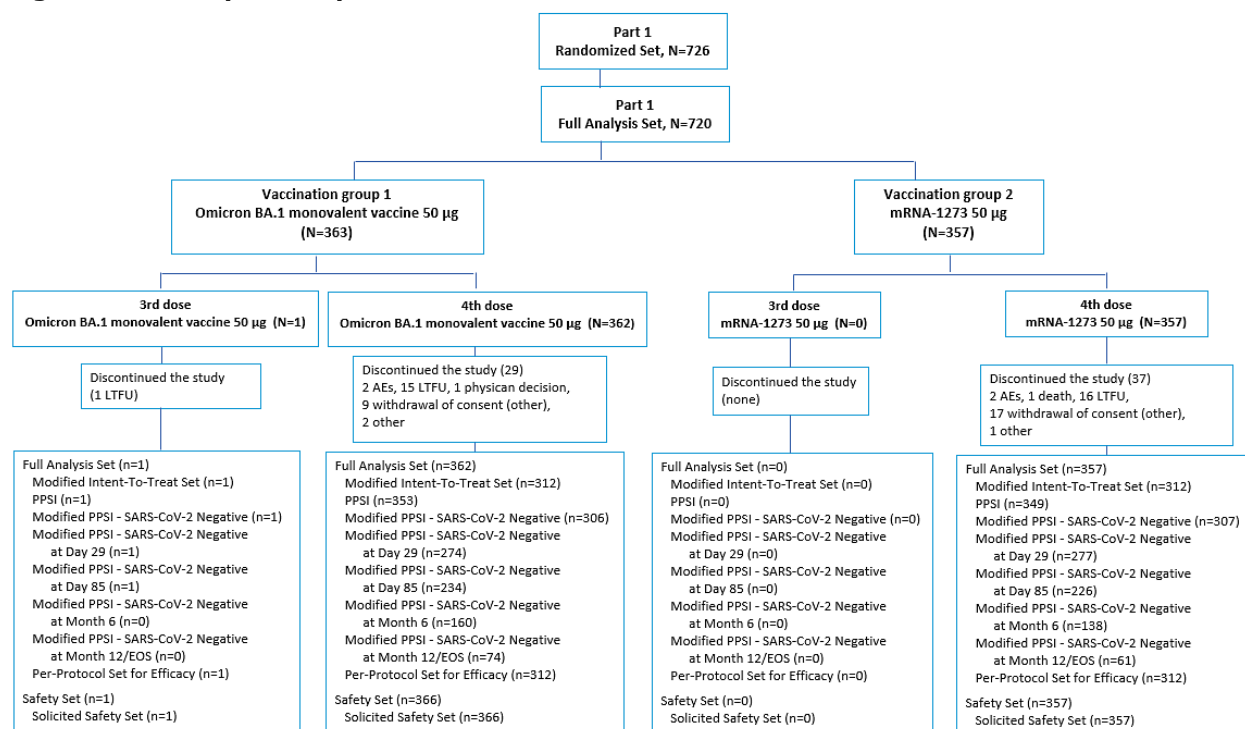 Part 1
Randomized Set, N=726
Part 1
Full Analysis Set, N=720
Vaccination group 1
Omicron BA.1 monovalent vaccine 50 µg
(N=363)
Vaccination group 2
mRNA-1273 50 µg
(N=357)
3rd dose
Omicron BA.1 monovalent vaccine 50 µg (N=1)
4th dose
Omicron BA.1 monovalent vaccine 50 µg (N=362)
3rd dose
mRNA-1273 50 µg (N=0)
4th dose
mRNA-1273 50 µg (N=357)
Discontinued the study
(1 LTFU)
Discontinued the study (29)
2 AEs, 15 LTFU, 1 physican decision,
9 withdrawal of consent (other),
2 other
Discontinued the study
(none)
Discontinued the study (37)
2 AEs, 1 death, 16 LTFU,
17 withdrawal of consent (other),
1 other
Full Analysis Set (n=1)
Modified Intent-To-Treat Set (n=1)
PPSI (n=1)
Modified PPSI - SARS-CoV-2 Negative (n=1)
Modified PPSI - SARS-CoV-2 Negative
at Day 29 (n=1)
Modified PPSI - SARS-CoV-2 Negative
at Day 85 (n=1)
Modified PPSI - SARS-CoV-2 Negative
at Month 6 (n=0)
Modified PPSI - SARS-CoV-2 Negative
at Month 12/EOS (n=0)
Per-Protocol Set for Efficacy (n=1)
Safety Set (n=1)
Solicited Safety Set (n=1)
Full Analysis Set (n=362)
Modified Intent-To-Treat Set (n=312)
PPSI (n=353)
Modified PPSI - SARS-CoV-2 Negative (n=306)
Modified PPSI - SARS-CoV-2 Negative
at Day 29 (n=274)
Modified PPSI - SARS-CoV-2 Negative
at Day 85 (n=234)
Modified PPSI - SARS-CoV-2 Negative
at Month 6 (n=160)
Modified PPSI - SARS-CoV-2 Negative
at Month 12/EOS (n=74)
Per-Protocol Set for Efficacy (n=312)
Safety Set (n=366)
Solicited Safety Set (n=366)
Full Analysis Set (n=0)
Modified Intent-To-Treat Set (n=0)
PPSI (n=0)
Modified PPSI - SARS-CoV-2 Negative (n=0)
Modified PPSI - SARS-CoV-2 Negative
at Day 29 (n=0)
Modified PPSI - SARS-CoV-2 Negative
at Day 85 (n=0)
Modified PPSI - SARS-CoV-2 Negative
at Month 6 (n=0)
Modified PPSI - SARS-CoV-2 Negative
at Month 12/EOS (n=0)
Per-Protocol Set for Efficacy (n=0)
Safety Set (n=0)
Solicited Safety Set (n=0)
Full Analysis Set (n=357)
Modified Intent-To-Treat Set (n=312)
PPSI (n=349)
Modified PPSI - SARS-CoV-2 Negative (n=307)
Modified PPSI - SARS-CoV-2 Negative
at Day 29 (n=277)
Modified PPSI - SARS-CoV-2 Negative
at Day 85 (n=226)
Modified PPSI - SARS-CoV-2 Negative
at Month 6 (n=138)
Modified PPSI - SARS-CoV-2 Negative
at Month 12/EOS (n=61)
Per-Protocol Set for Efficacy (n=312)
Safety Set (n=357)
Solicited Safety Set (n=357)